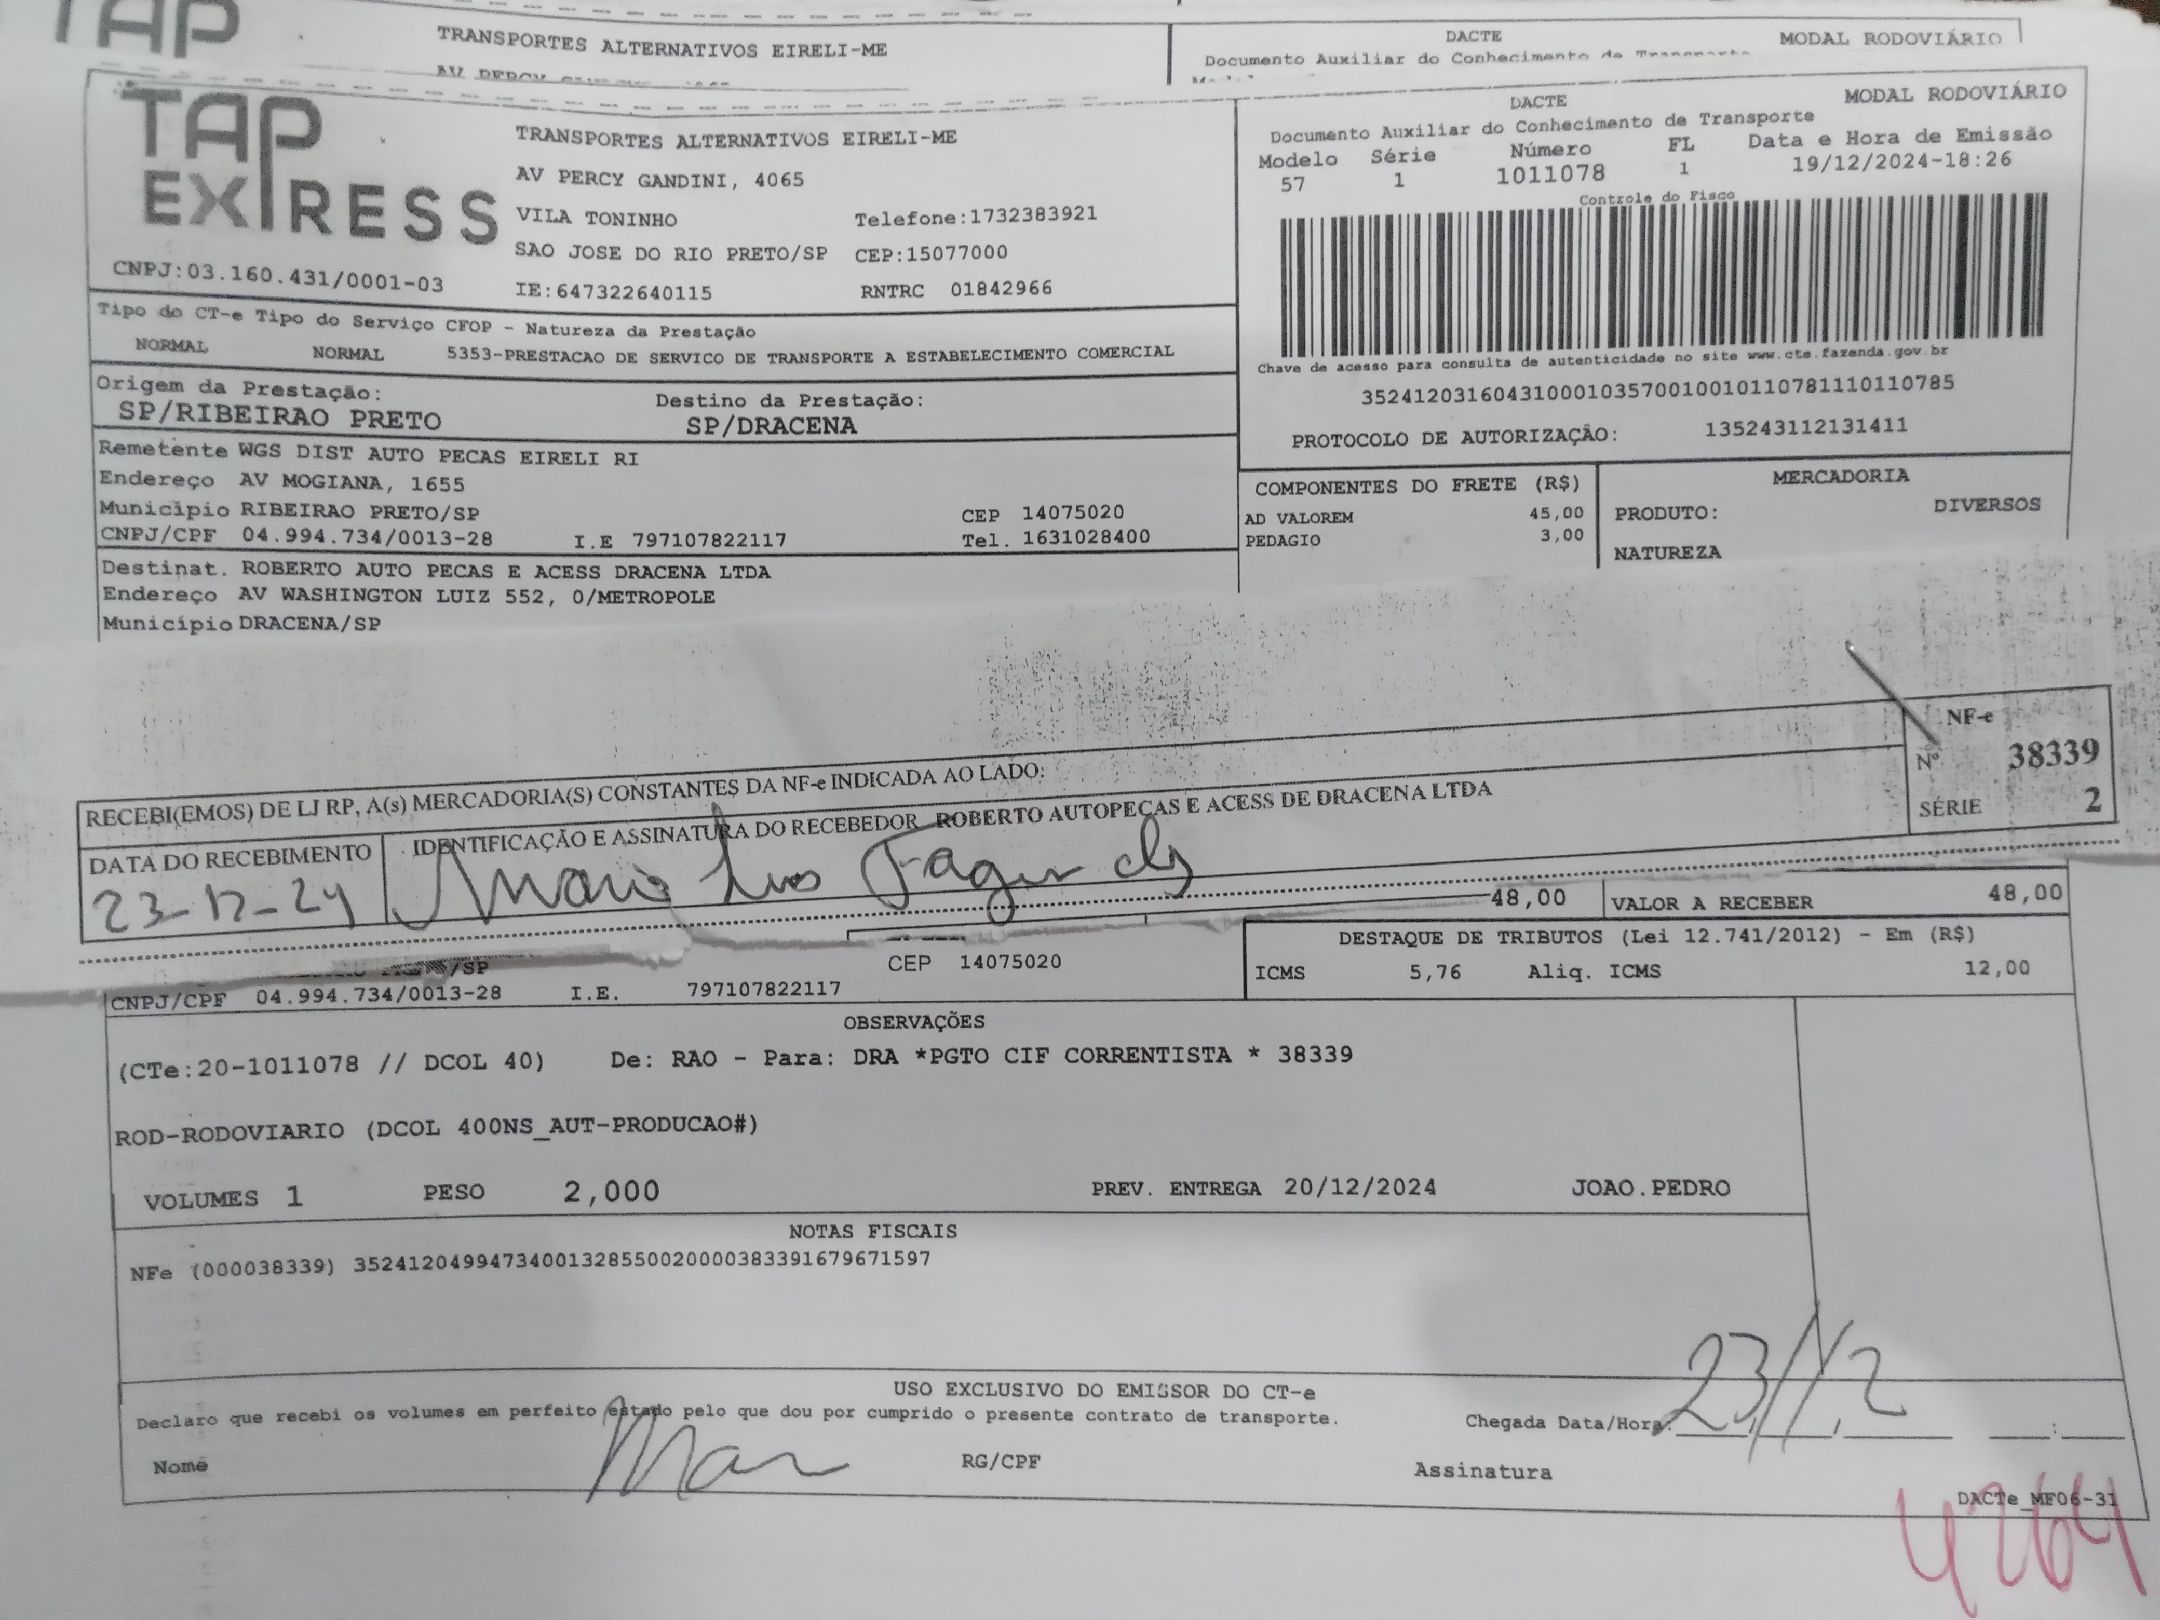 TAP
TRANSPORTES ALTERNATIVOS EIRELI-ME
DACTE
MODAL RODOVIÁRIO
Documento Auxiliar do Conhecimento de Transporte
AV PERCY
TAP
EXPRESS
CNPJ:03.160.431/0001-03
TRANSPORTES ALTERNATIVOS EIRELI-ME
AV PERCY GANDINI, 4065
VILA TONINHO Telefone:1732383921
SAO JOSE DO RIO PRETO/SP CEP:15077000
IE:647322640115 RNTRC 01842966
DACTE MODAL RODOVIÁRIO
Documento Auxiliar do Conhecimento de Transporte
Modelo Série Número FL Data e Hora de Emissão
57 1 1011078 1 19/12/2024-18:26
Controle do Fisco
Chave de acesso para consulta de autenticidade no site www.cte.fazenda.gov.br
35241203160431000103570010010110781110110785
PROTOCOLO DE AUTORIZAÇÂO: 135243112131411
Tipo do CT-e Tipo do Serviço CFOP - Natureza da Prestação
NORMAL NORMAL 5353-PRESTACAO DE SERVICO DE TRANSPORTE A ESTABELECIMENTO COMERCIAL
Origem da Prestação: Destino da Prestação:
SP/RIBEIRAO PRETO SP/DRACENA
Remetente WGS DIST AUTO PECAS EIRELI RI
Endereço AV MOGIANA, 1655
Município RIBEIRAO PRETO/SP CEP 14075020
CNPJ/CPF 04.994.734/0013-28 I.E 797107822117 Tel. 1631028400
Destinat. ROBERTO AUTO PECAS E ACESS DRACENA LTDA
Endereço AV WASHINGTON LUIZ 552, 0/METROPOLE
Município DRACENA/SP
COMPONENTES DO FRETE (R$)
AD VALOREM 45,00
PEDAGIO 3,00
MERCADORIA
PRODUTO: DIVERSOS
NATUREZA
RECEBI(EMOS) DE LJ RP, A(s) MERCADORIA(S) CONSTANTES DA NF-e INDICADA AO LADO:
NF-e
Nº 38339
SÉRIE 2
DATA DO RECEBIMENTO
23-12-24
IDENTIFICAÇÃO E ASSINATURA DO RECEBEDOR ROBERTO AUTOPEÇAS E ACESS DE DRACENA LTDA
Fagundes
48,00 VALOR A RECEBER 48,00
/SP CEP 14075020
CNPJ/CPF 04.994.734/0013-28 I.E. 797107822117
DESTAQUE DE TRIBUTOS (Lei 12.741/2012) - Em (R$)
ICMS 5,76 Aliq. ICMS 12,00
OBSERVAÇÕES
(CTe:20-1011078 // DCOL 40) De: RAO - Para: DRA *PGTO CIF CORRENTISTA * 38339
ROD-RODOVIARIO (DCOL 400NS_AUT-PRODUCAO#)
VOLUMES 1 PESO 2,000 PREV. ENTREGA 20/12/2024 JOAO.PEDRO
NOTAS FISCAIS
NFe (000038339) 35241204994734001328550020000383391679671597
USO EXCLUSIVO DO EMISSOR DO CT-e
Declaro que recebi os volumes em perfeito estado pelo que dou por cumprido o presente contrato de transporte. Chegada Data/Hora: 23/12
Nome RG/CPF Assinatura
DACTe_MF06-31
4264